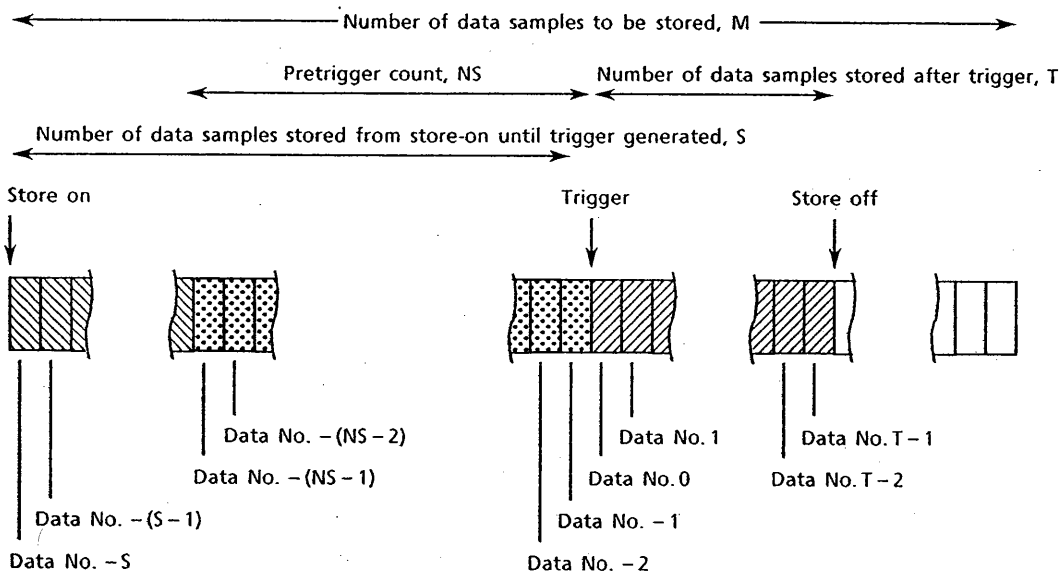 Number of data samples to be stored, M
Pretrigger count, NS
Number of data samples stored after trigger, T
Number of data samples stored from store-on until trigger generated, S
Store on
Trigger
Store off
Data No. -(NS-2)
Data No. 1
Data No. T-1
Data No. -(NS-1)
Data No. 0
Data No. T-2
Data No. -(S-1)
Data No. -1
Data No. -S
Data No. -2